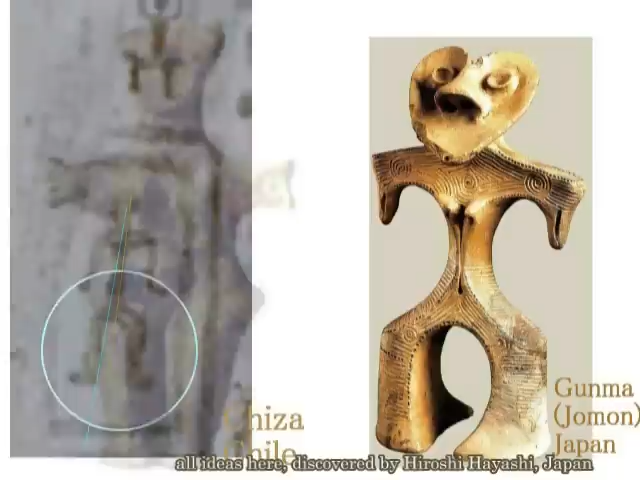 Chiza
Chile
Gunma
(Jomon)
Japan
all ideas here, discovered by Hiroshi Hayashi, Japan